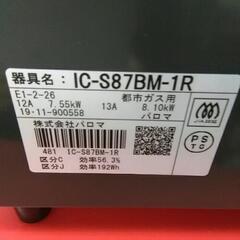 器具名：IC-S87BM-1R
E1-2-26 都市ガス用
12A 7.55kW 13A 8.10kW
19・11-900558 パロマ
株式会社パロマ
481 IC-S87BM-1R
区分C 効率56.3%
区分J 効率192Wh
PS
TG